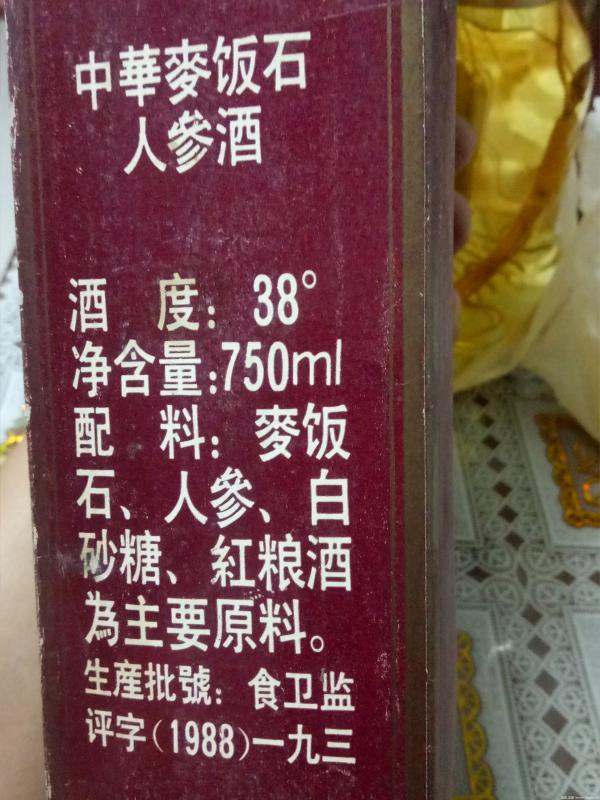 中華麥饭石
人參酒
酒 度: 38°
净含量:750ml
配 料: 麥饭
石、人參、白
砂糖、紅粮酒
為主要原料。
生産批號: 食卫监
评字(1988)一九三